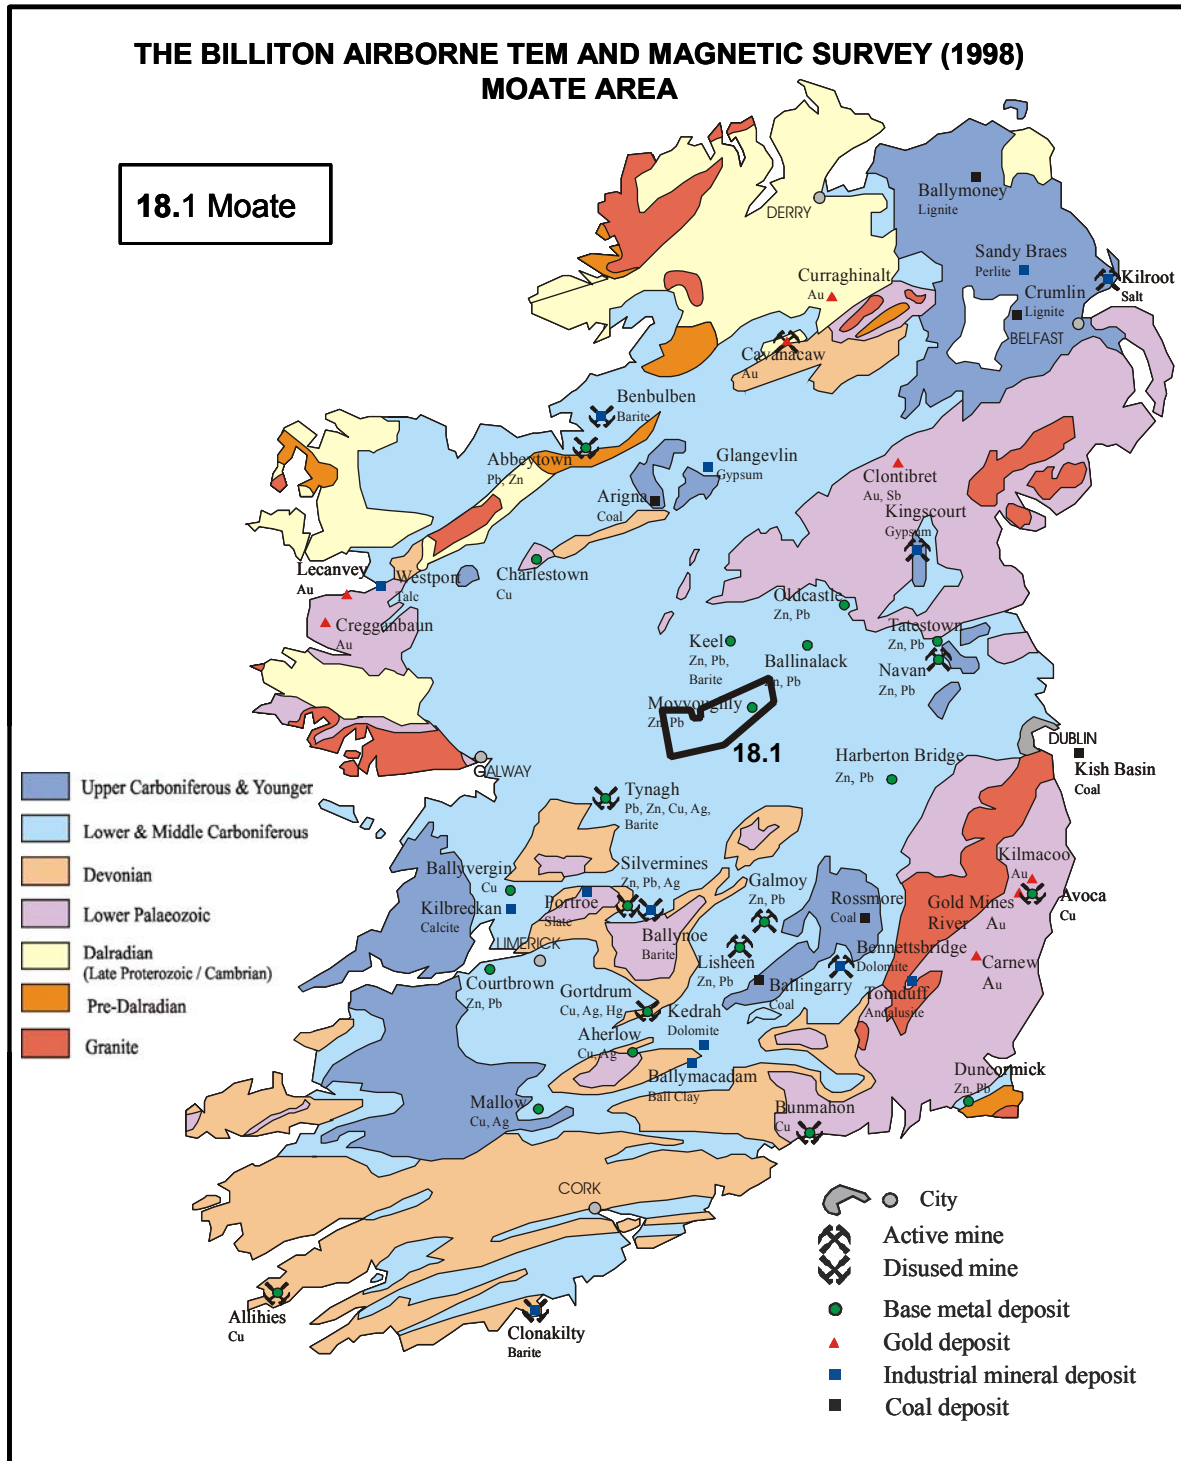 THE BILLITON AIRBORNE TEM AND MAGNETIC SURVEY (1998)
MOATE AREA
18.1 Moate
DERRY
Ballymoney
Lignite
Sandy Braes
Perlite
Kilroot
Salt
Curraghinalt
Au
Crumlin
Lignite
BELFAST
Cavanacaw
Au
Benbulben
Barite
Abbeytown
Pb, Zn
Glangevlin
Gypsum
Arigna
Coal
Clontibret
Au, Sb
Kingscourt
Gypsum
Lecanvey
Au
Westport
Talc
Charlestown
Cu
Cregganbaun
Au
Oldcastle
Zn, Pb
Tatestown
Zn, Pb
Keel
Zn, Pb,
Barite
Ballinalack
Zn, Pb
Navan
Zn, Pb
Moyvoughly
Zn, Pb
18.1
DUBLIN
Kish Basin
Coal
Harberton Bridge
Zn, Pb
GALWAY
Tynagh
Pb, Zn, Cu, Ag,
Barite
Upper Carboniferous & Younger
Lower & Middle Carboniferous
Devonian
Lower Palaeozoic
Dalradian
(Late Proterozoic / Cambrian)
Pre-Dalradian
Granite
Ballyvergin
Cu
Kilbreckan
Calcite
Portroe
Slate
Silvermines
Zn, Pb, Ag
Ballynoe
Barite
Galmoy
Zn, Pb
Rossmore
Coal
Kilmacoo
Au
Gold Mines
River Au
Avoca
Cu
LIMERICK
Lisheen
Zn, Pb
Bennettsbridge
Dolomite
Carnew
Au
Courtbrown
Zn, Pb
Gortdrum
Cu, Ag, Hg
Ballingarry
Coal
Tomduff
Andalusite
Kedrah
Dolomite
Aherlow
Cu, Ag
Ballymacadam
Ball Clay
Duncormick
Zn, Pb
Mallow
Cu, Ag
Bunmahon
Cu
CORK
Allihies
Cu
Clonakilty
Barite
City
Active mine
Disused mine
Base metal deposit
Gold deposit
Industrial mineral deposit
Coal deposit